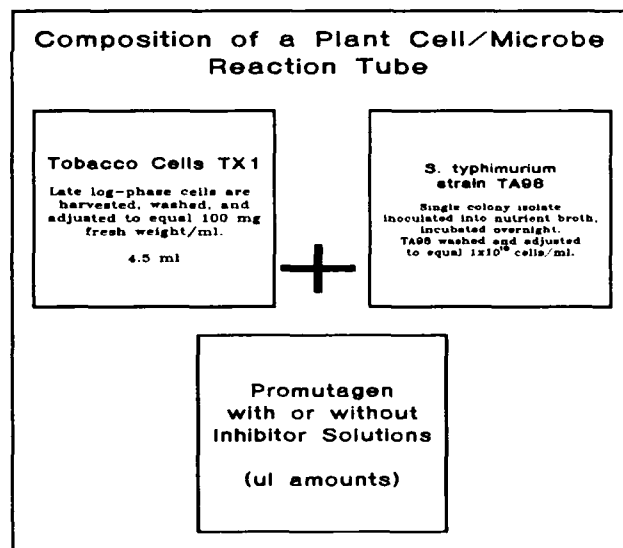 Composition of a Plant Cell/Microbe
Reaction Tube
Tobacco Cells TX1
Late log-phase cells are
harvested, washed, and
adjusted to equal 100 mg
fresh weight/ml.
4.5 ml
S. typhimurium
strain TA98
Single colony isolate
inoculated into nutrient broth,
incubated overnight.
TA98 washed and adjusted
to equal 1x10¹⁰ cells/ml.
+
Promutagen
with or without
Inhibitor Solutions
(ul amounts)